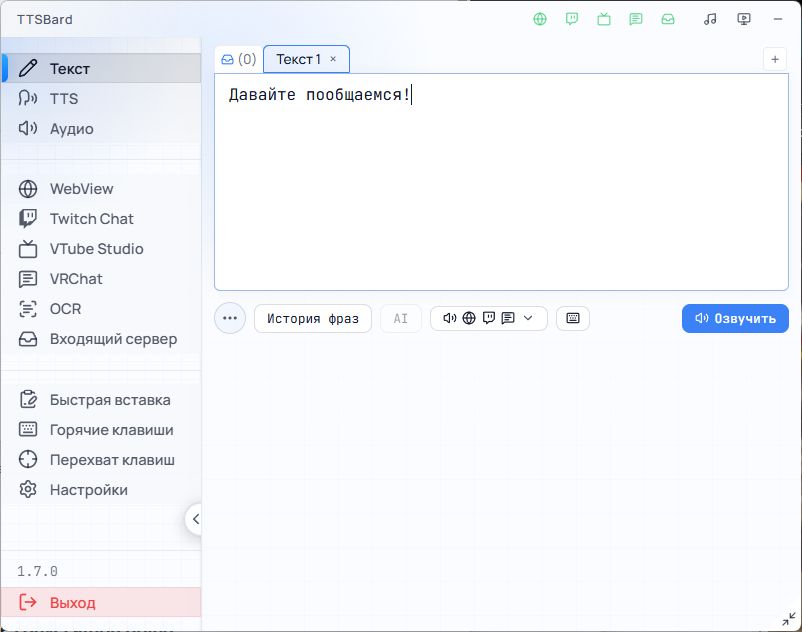 TTSBard
Текст
TTS
Аудио
WebView
Twitch Chat
VTube Studio
VRChat
OCR
Входящий сервер
Быстрая вставка
Горячие клавиши
Перехват клавиш
Настройки
1.7.0
Выход
(0)
Текст 1 ×
+
Давайте пообщаемся!
История фраз
AI
Озвучить